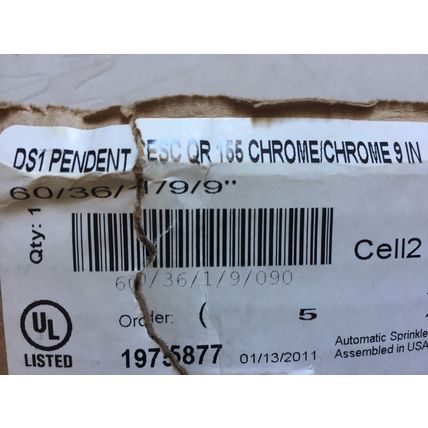 DS1 PENDENT ESC QR 155 CHROME/CHROME 9 IN
60/36/1/9/9"
Qty: 1
60/36/1/9/090
Cell2
Order: ( 5
UL
LISTED
1975877 01/13/2011
Automatic Sprinkle
Assembled in USA